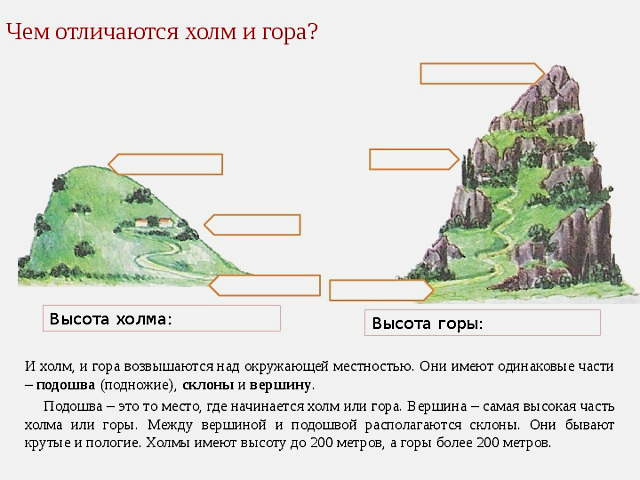 Чем отличаются холм и гора?
Высота холма:
Высота горы:
И холм, и гора возвышаются над окружающей местностью. Они имеют одинаковые части
– подошва (подножие), склоны и вершину.
Подошва – это то место, где начинается холм или гора. Вершина – самая высокая часть
холма или горы. Между вершиной и подошвой располагаются склоны. Они бывают
крутые и пологие. Холмы имеют высоту до 200 метров, а горы более 200 метров.